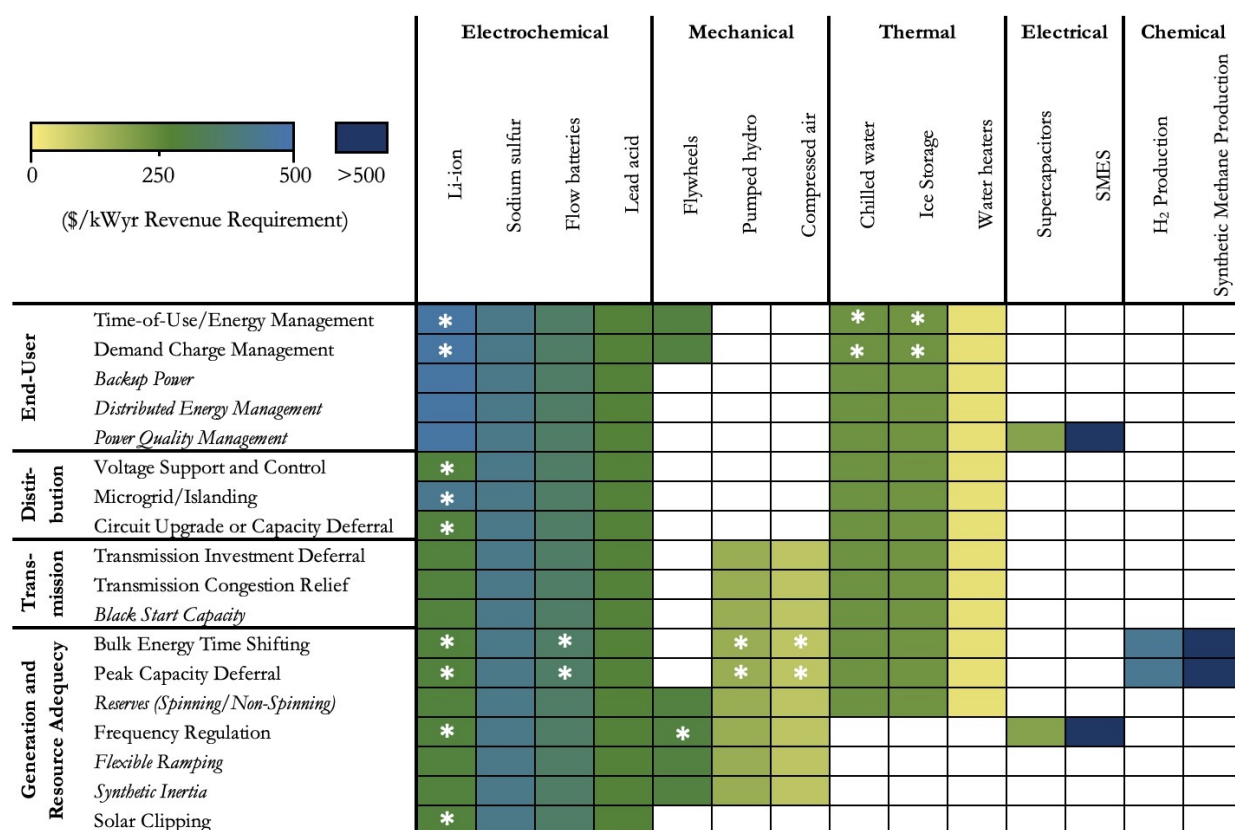 Electrochemical
Mechanical
Thermal
Electrical
Chemical
Li-ion
Sodium sulfur
Flow batteries
Lead acid
Flywheels
Pumped hydro
Compressed air
Chilled water
Ice Storage
Water heaters
Supercapacitors
SMES
H₂ Production
Synthetic Methane Production
0 250 500 >500
($/kWyr Revenue Requirement)
End-User
Time-of-Use/Energy Management * * *
Demand Charge Management * * *
Backup Power
Distributed Energy Management
Power Quality Management
Distir-
bution
Voltage Support and Control *
Microgrid/Islanding *
Circuit Upgrade or Capacity Deferral *
Trans-
mission
Transmission Investment Deferral
Transmission Congestion Relief
Black Start Capacity
Generation and
Resource Adequecy
Bulk Energy Time Shifting * * * *
Peak Capacity Deferral * * * *
Reserves (Spinning/Non-Spinning)
Frequency Regulation * *
Flexible Ramping
Synthetic Inertia
Solar Clipping *